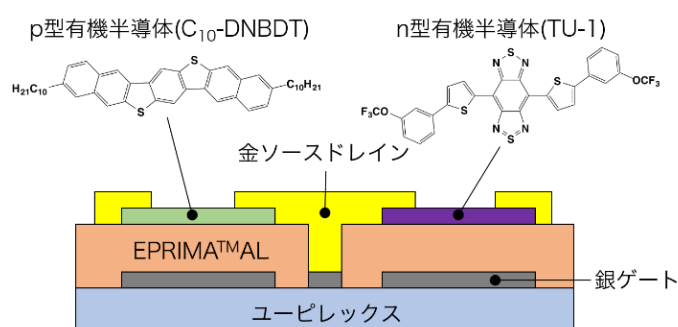 p型有機半導体(C₁₀-DNBDT)
n型有機半導体(TU-1)
H₂₁C₁₀
S
S
C₁₀H₂₁
S
N
N
N
N
S
S
S
OCF₃
F₃CO
金ソースドレイン
EPRIMA™AL
銀ゲート
ユーピレックス